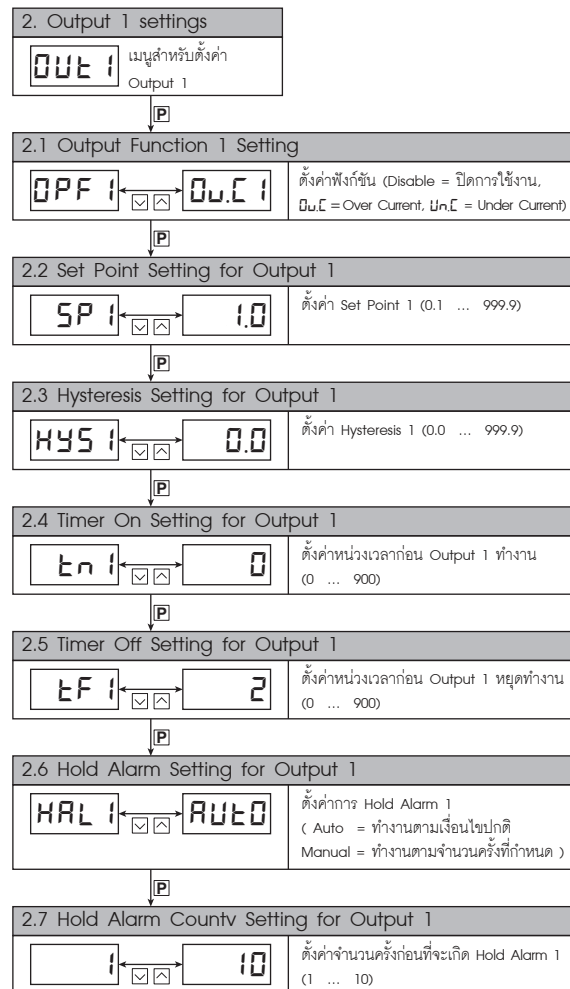 2. Output 1 settings
OUt 1
เมนูสำหรับตั้งค่า
Output 1
P
2.1 Output Function 1 Setting
OPF 1
Ou.C 1
ตั้งค่าฟังก์ชัน (Disable = ปิดการใช้งาน,
Ou.C = Over Current, Un.C = Under Current)
P
2.2 Set Point Setting for Output 1
SP 1
1.0
ตั้งค่า Set Point 1 (0.1 ... 999.9)
P
2.3 Hysteresis Setting for Output 1
HYS 1
0.0
ตั้งค่า Hysteresis 1 (0.0 ... 999.9)
P
2.4 Timer On Setting for Output 1
tn 1
0
ตั้งค่าหน่วงเวลาก่อน Output 1 ทำงาน
(0 ... 900)
P
2.5 Timer Off Setting for Output 1
tF 1
2
ตั้งค่าหน่วงเวลาก่อน Output 1 หยุดทำงาน
(0 ... 900)
P
2.6 Hold Alarm Setting for Output 1
HAL 1
AUtO
ตั้งค่าการ Hold Alarm 1
( Auto = ทำงานตามเงื่อนไขปกติ
Manual = ทำงานตามจำนวนครั้งที่กำหนด )
P
2.7 Hold Alarm Countv Setting for Output 1
1
10
ตั้งค่าจำนวนครั้งก่อนที่จะเกิด Hold Alarm 1
(1 ... 10)